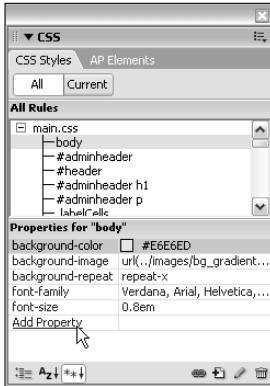 CSS
CSS Styles AP Elements
All Current
All Rules
main.css
body
#adminheader
#header
#adminheader h1
#adminheader p
.labelCells
Properties for "body"
background-color #E6E6ED
background-image url(../images/bg_gradient...
background-repeat repeat-x
font-family Verdana, Arial, Helvetica,...
font-size 0.8em
Add Property